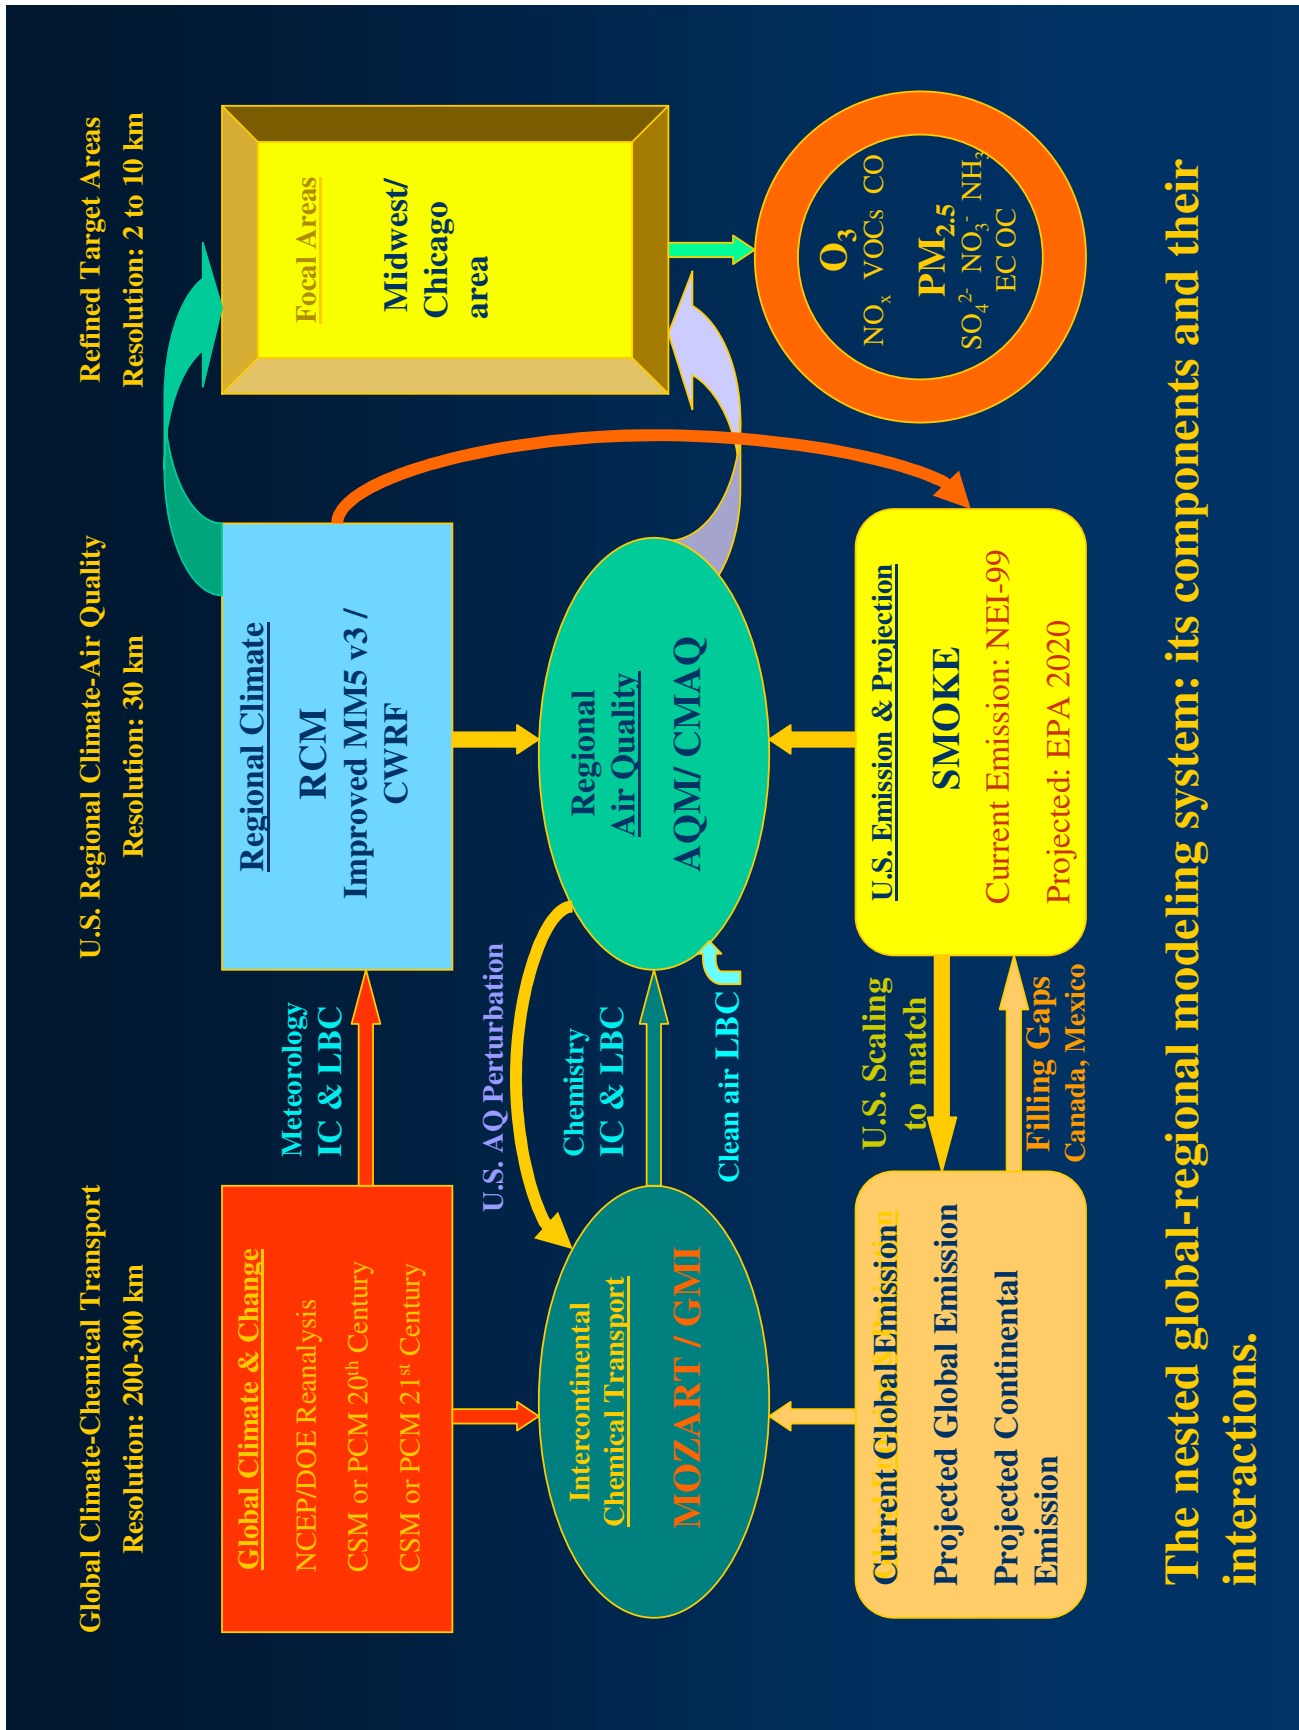 Global Climate-Chemical Transport
Resolution: 200-300 km
U.S. Regional Climate-Air Quality
Resolution: 30 km
Refined Target Areas
Resolution: 2 to 10 km
Global Climate & Change
NCEP/DOE Reanalysis
CSM or PCM 20th Century
CSM or PCM 21st Century
Meteorology
IC & LBC
Regional Climate
RCM
Improved MM5 v3 /
CWRF
Focal Areas
Midwest/
Chicago
area
U.S. AQ Perturbation
Intercontinental
Chemical Transport
MOZART / GMI
Chemistry
IC & LBC
Clean air LBC
Regional
Air Quality
AQM/ CMAQ
O₃
NOₓ VOCs CO
PM₂.₅
SO₄²⁻ NO₃⁻ NH₃
EC OC
Current Global Emission
Projected Global Emission
Projected Continental
Emission
U.S. Scaling
to match
Filling Gaps
Canada, Mexico
U.S. Emission & Projection
SMOKE
Current Emission: NEI-99
Projected: EPA 2020
The nested global-regional modeling system: its components and their
interactions.